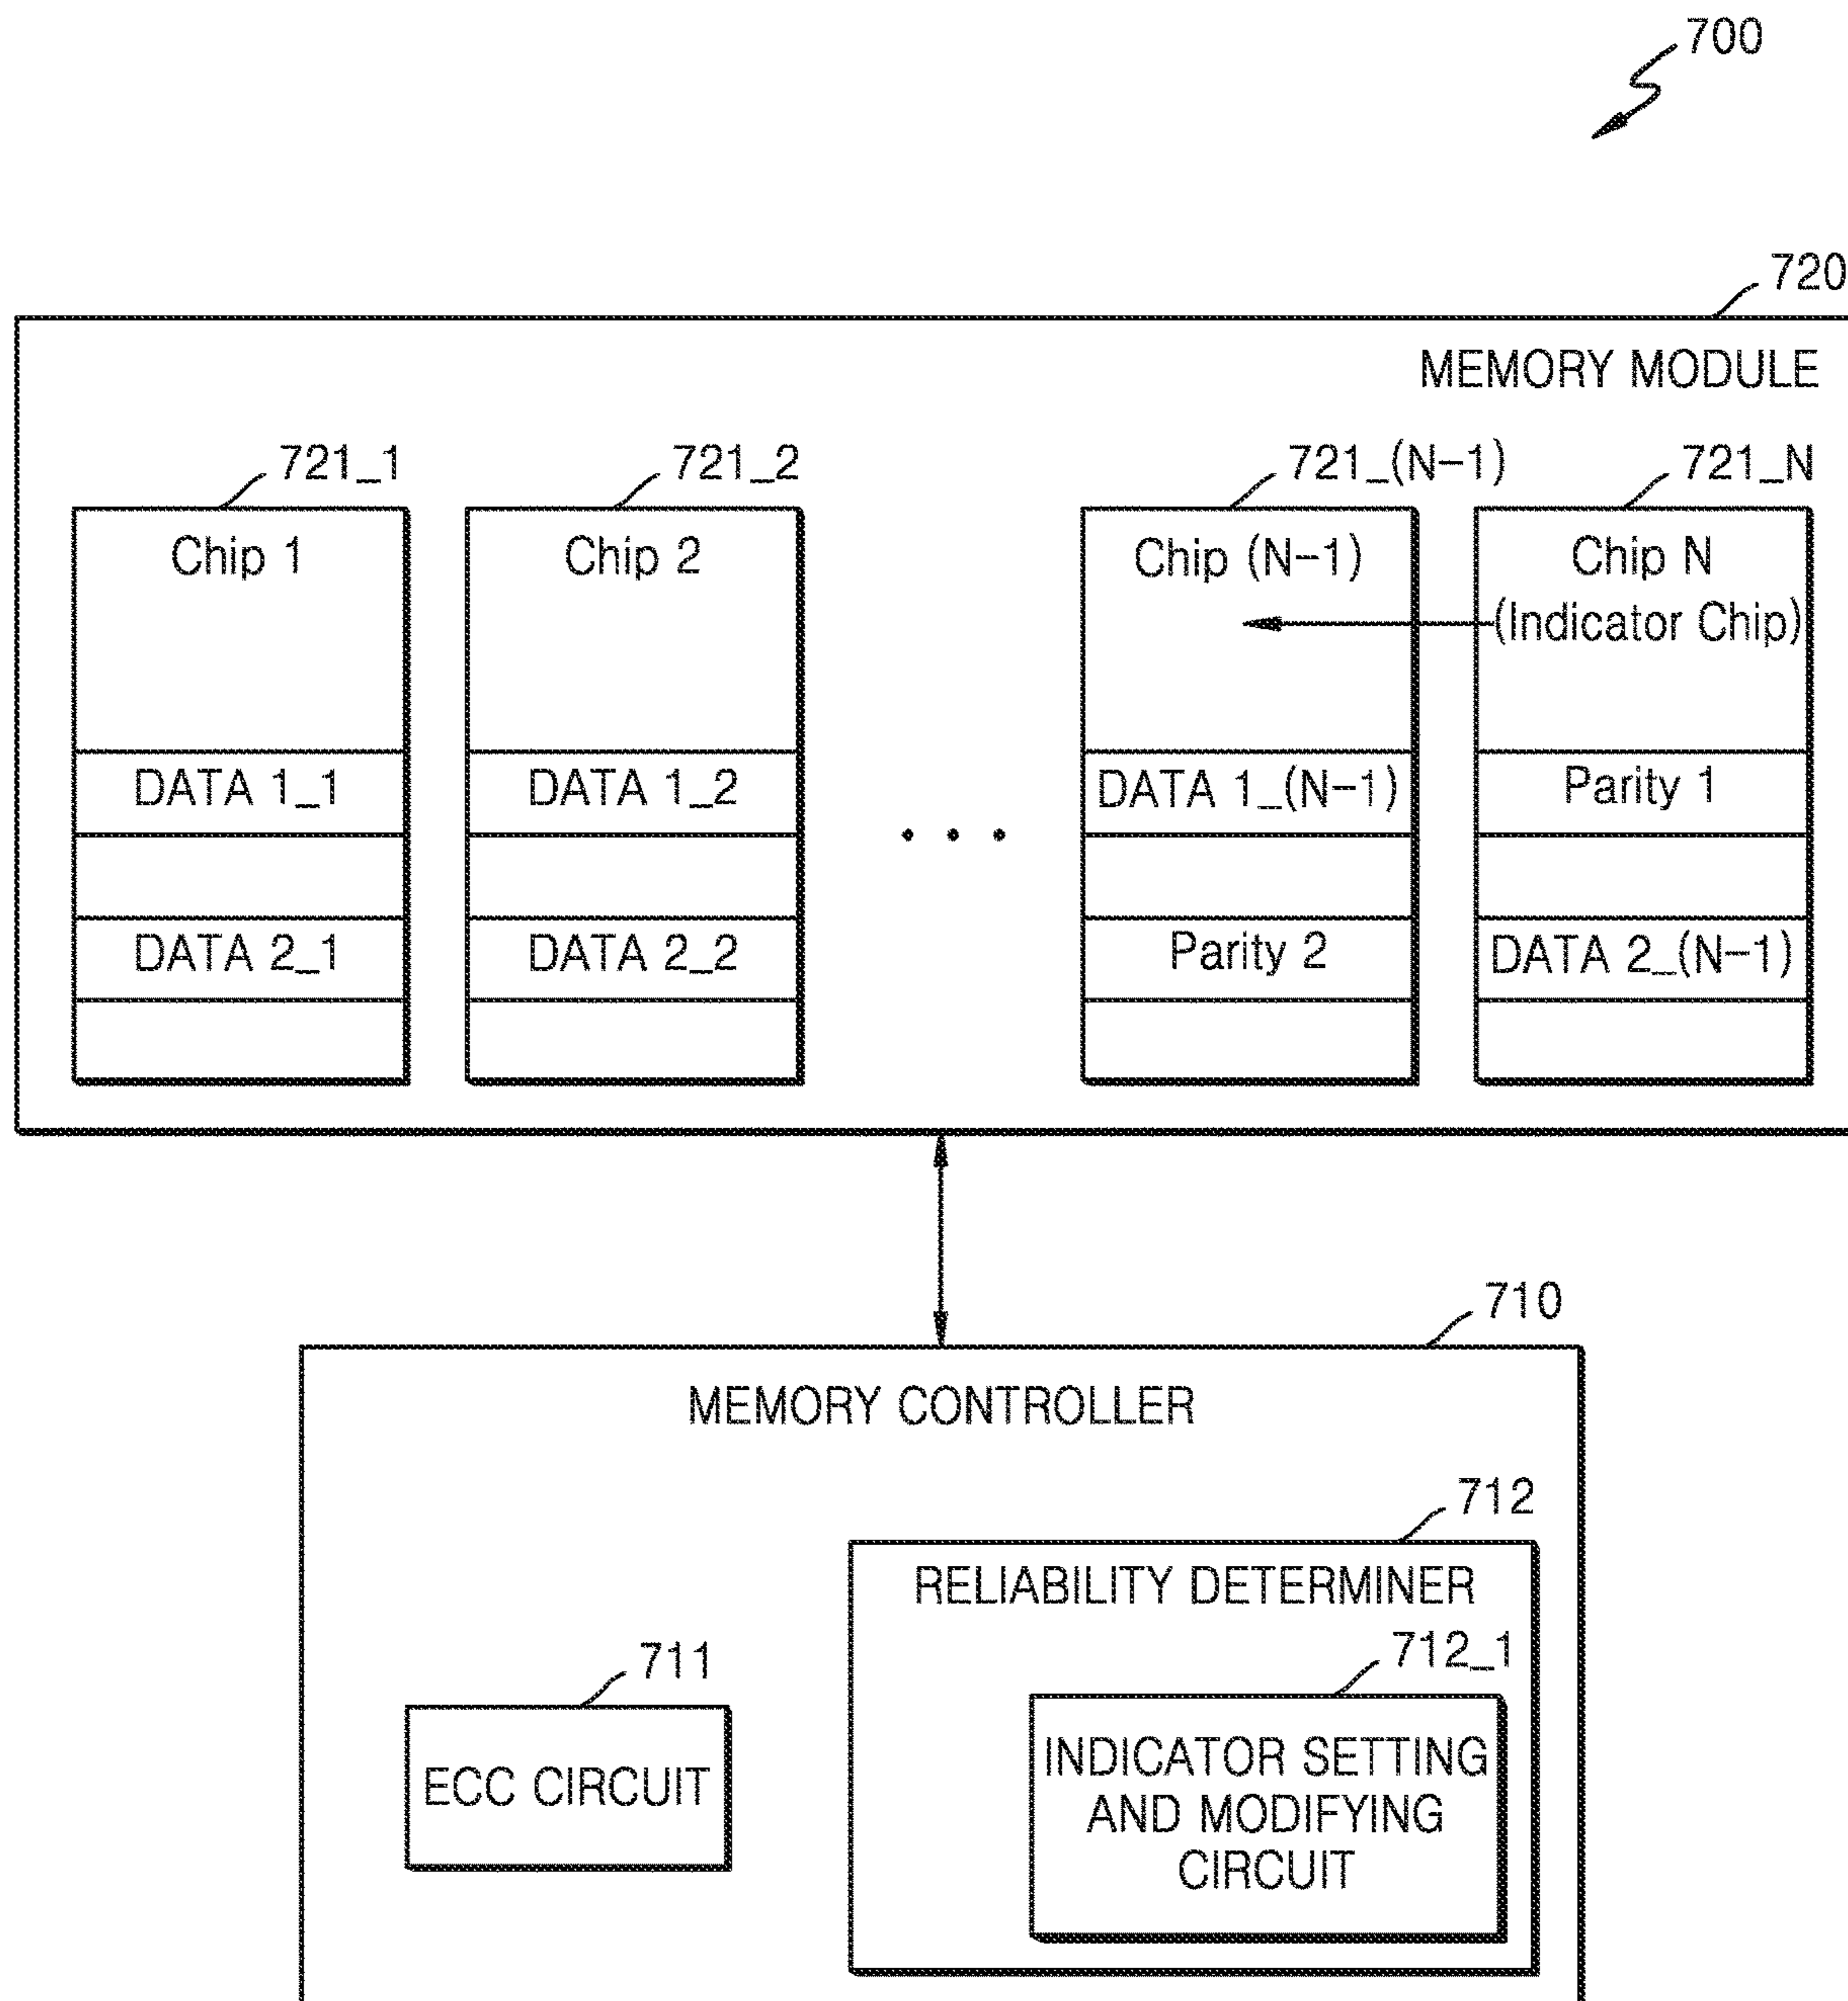 700
720
MEMORY MODULE
721_1
721_2
721_(N-1)
721_N
Chip 1
Chip 2
Chip (N-1)
Chip N
(Indicator Chip)
DATA 1_1
DATA 1_2
. . .
DATA 1_(N-1)
Parity 1
DATA 2_1
DATA 2_2
Parity 2
DATA 2_(N-1)
710
MEMORY CONTROLLER
712
RELIABILITY DETERMINER
711
712_1
ECC CIRCUIT
INDICATOR SETTING
AND MODIFYING
CIRCUIT